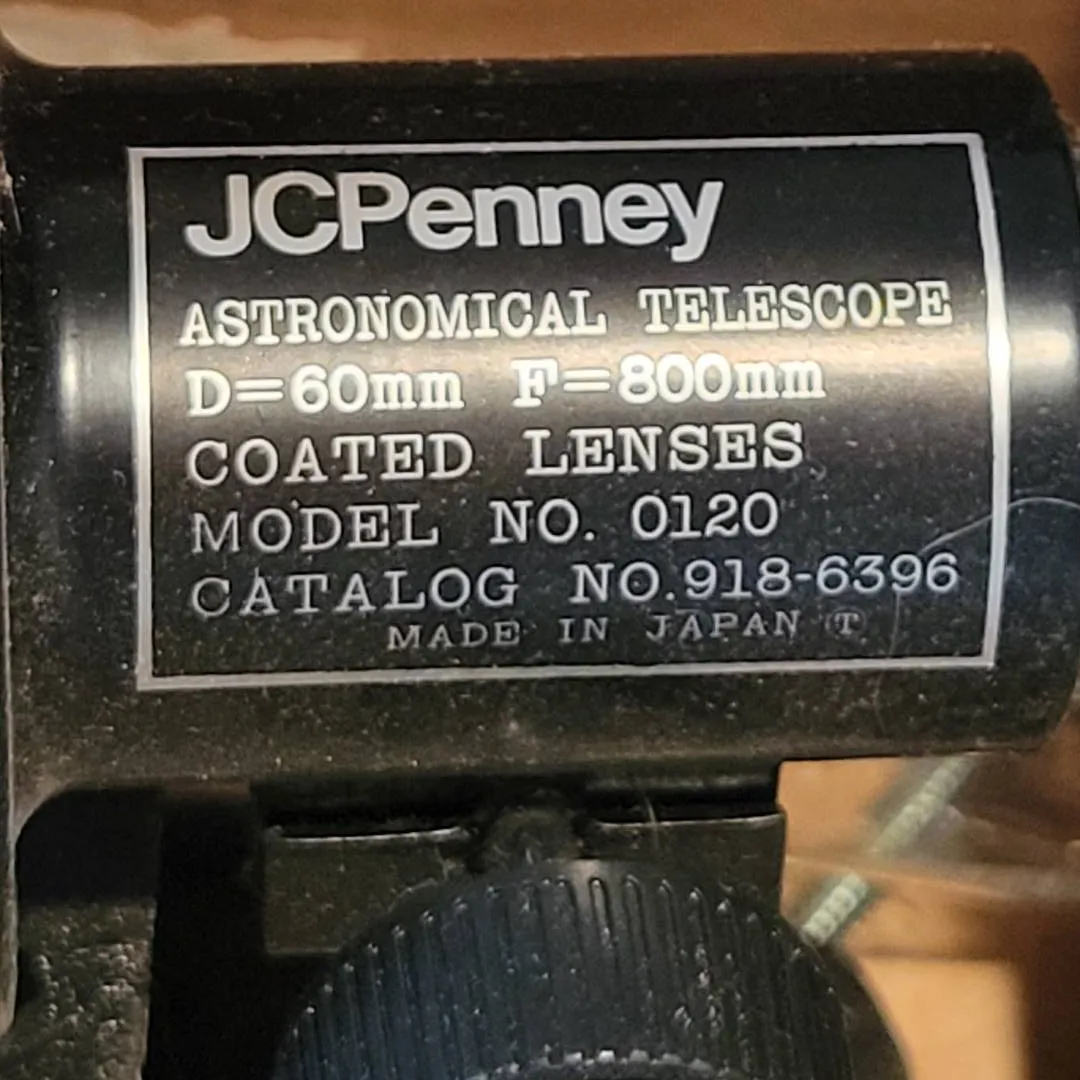 JCPenney
ASTRONOMICAL TELESCOPE
D=60mm F=800mm
COATED LENSES
MODEL NO. 0120
CATALOG NO.918-6396
MADE IN JAPAN Ⓣ